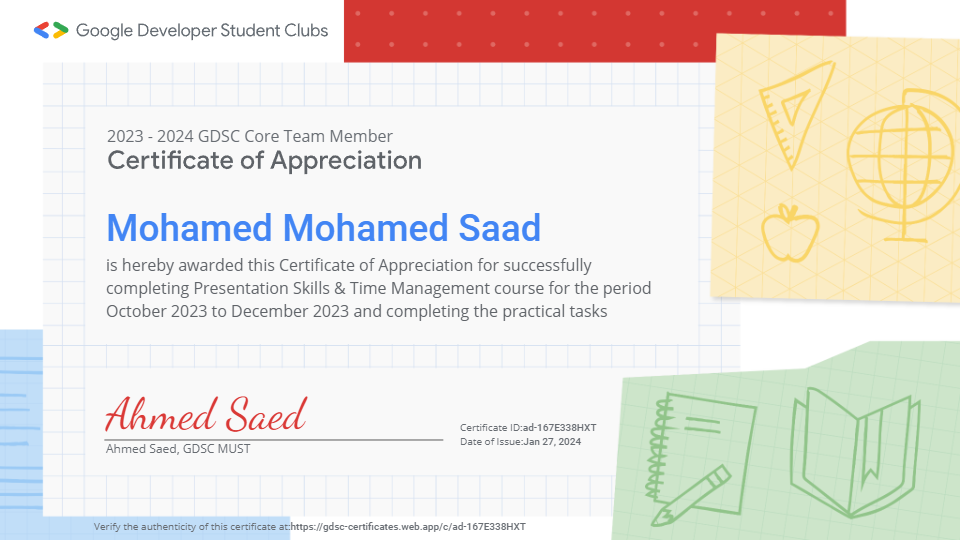 Google Developer Student Clubs
2023 - 2024 GDSC Core Team Member
Certificate of Appreciation
Mohamed Mohamed Saad
is hereby awarded this Certificate of Appreciation for successfully
completing Presentation Skills & Time Management course for the period
October 2023 to December 2023 and completing the practical tasks
Ahmed Saed
Ahmed Saed, GDSC MUST
Certificate ID:ad-167E338HXT
Date of Issue:Jan 27, 2024
Verify the authenticity of this certificate at:https://gdsc-certificates.web.app/c/ad-167E338HXT